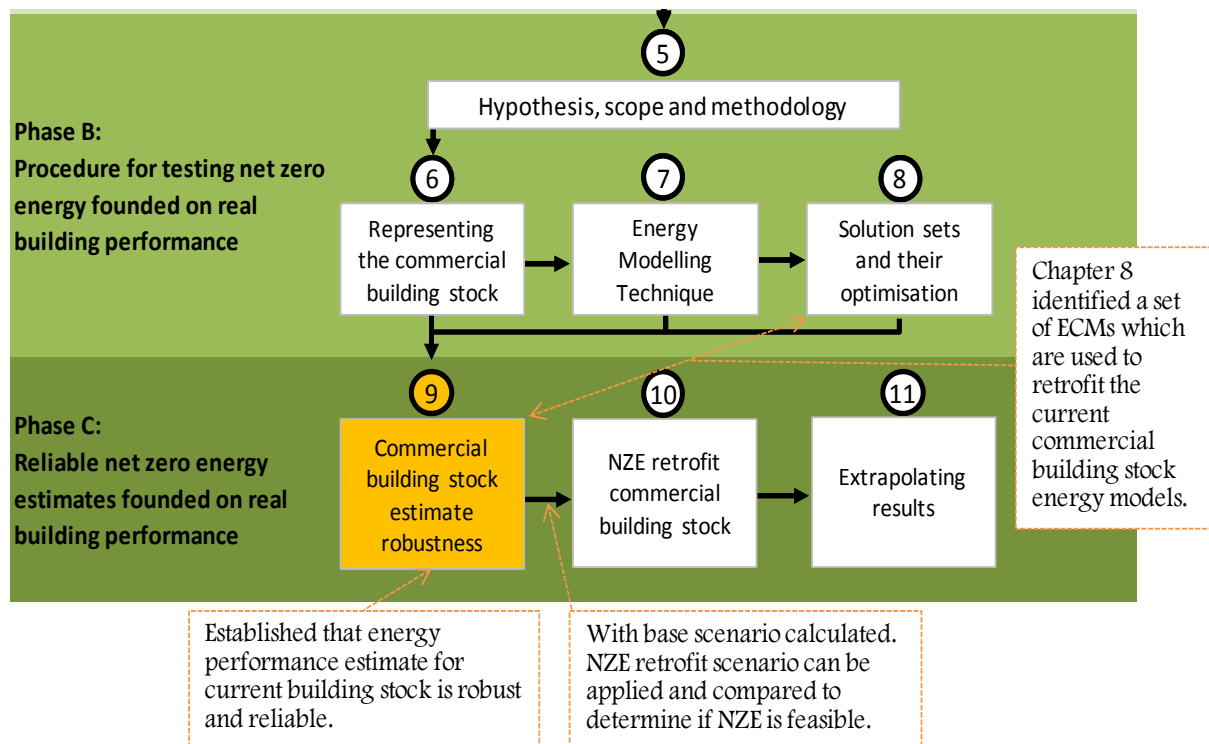 5
Hypothesis, scope and methodology
Phase B:
Procedure for testing net zero
energy founded on real
building performance
6
Representing
the commercial
building stock
7
Energy
Modelling
Technique
8
Solution sets
and their
optimisation
Chapter 8
identified a set
of ECMs which
are used to
retrofit the
current
commercial
building stock
energy models.
Phase C:
Reliable net zero energy
estimates founded on real
building performance
9
Commercial
building stock
estimate
robustness
10
NZE retrofit
commercial
building stock
11
Extrapolating
results
Established that energy
performance estimate for
current building stock is robust
and reliable.
With base scenario calculated.
NZE retrofit scenario can be
applied and compared to
determine if NZE is feasible.